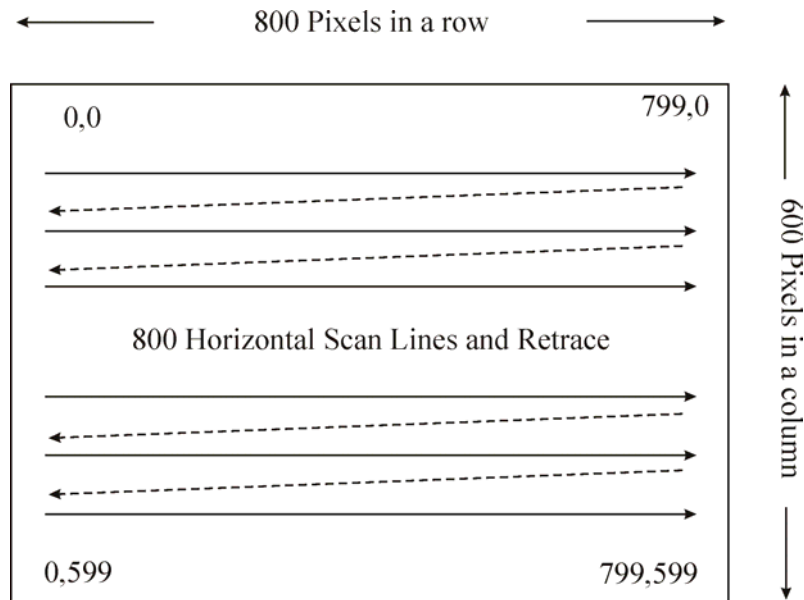 800 Pixels in a row
0,0
799,0
600 Pixels in a column
800 Horizontal Scan Lines and Retrace
0,599
799,599